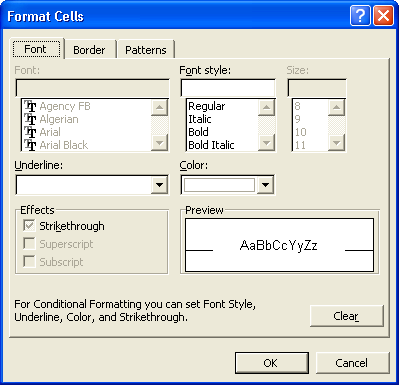 Format Cells
Font Border Patterns
Font: Font style: Size:
Agency FB Regular 8
Algerian Italic 9
Arial Bold 10
Arial Black Bold Italic 11
Underline: Color:
Effects Preview
Strikethrough
Superscript AaBbCcYyZz
Subscript
For Conditional Formatting you can set Font Style,
Underline, Color, and Strikethrough.
Clear
OK Cancel